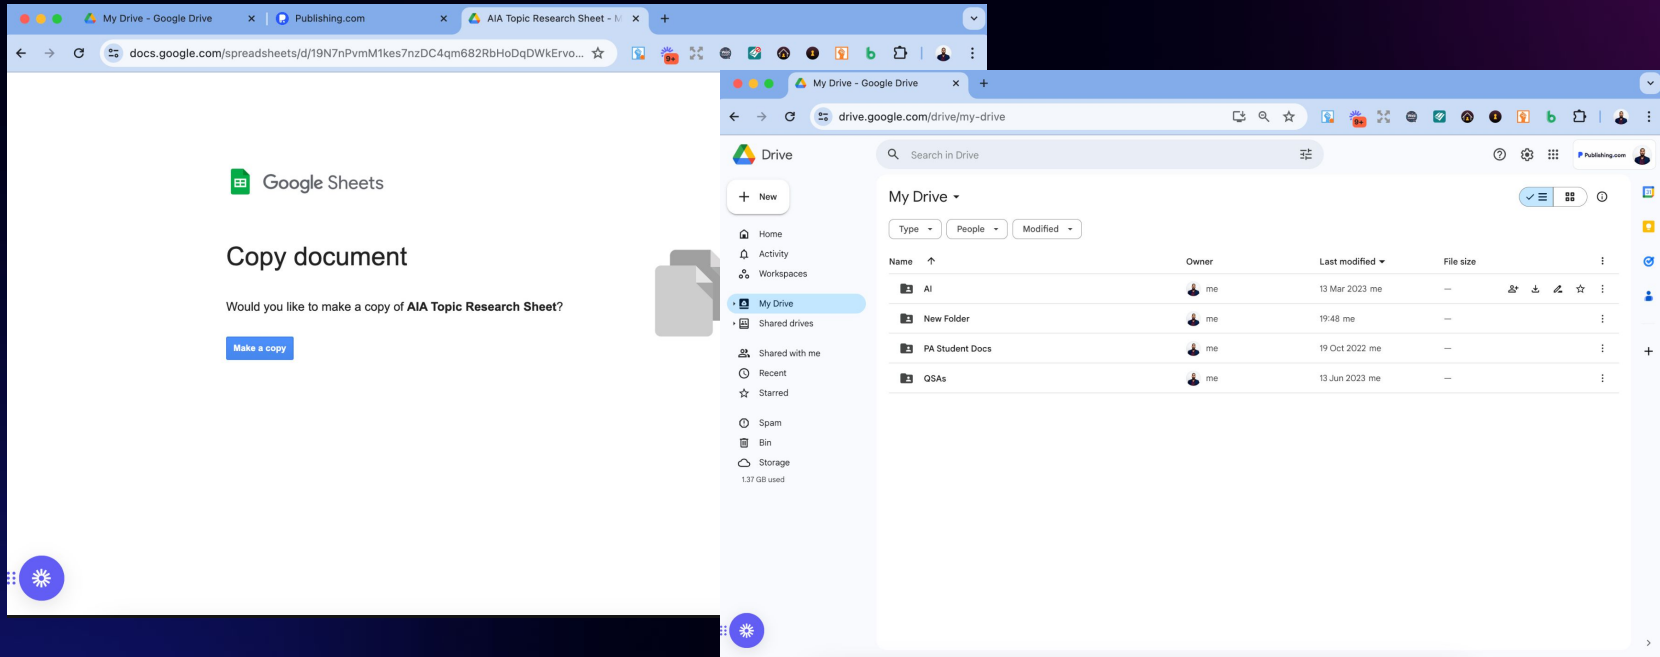 My Drive - Google Drive
Publishing.com
AIA Topic Research Sheet - M
docs.google.com/spreadsheets/d/19N7nPvmM1kes7nzDC4qm682RbHoDqDWkErvo...
9+
Google Sheets
Copy document
Would you like to make a copy of AIA Topic Research Sheet?
Make a copy
My Drive - Google Drive
drive.google.com/drive/my-drive
9+
Drive
Search in Drive
Publishing.com
New
Home
Activity
Workspaces
My Drive
Shared drives
Shared with me
Recent
Starred
Spam
Bin
Storage
1.37 GB used
My Drive
Type
People
Modified
Name
Owner
Last modified
File size
AI
me
13 Mar 2023 me
—
New Folder
me
19:48 me
—
PA Student Docs
me
19 Oct 2022 me
—
QSAs
me
13 Jun 2023 me
—
31